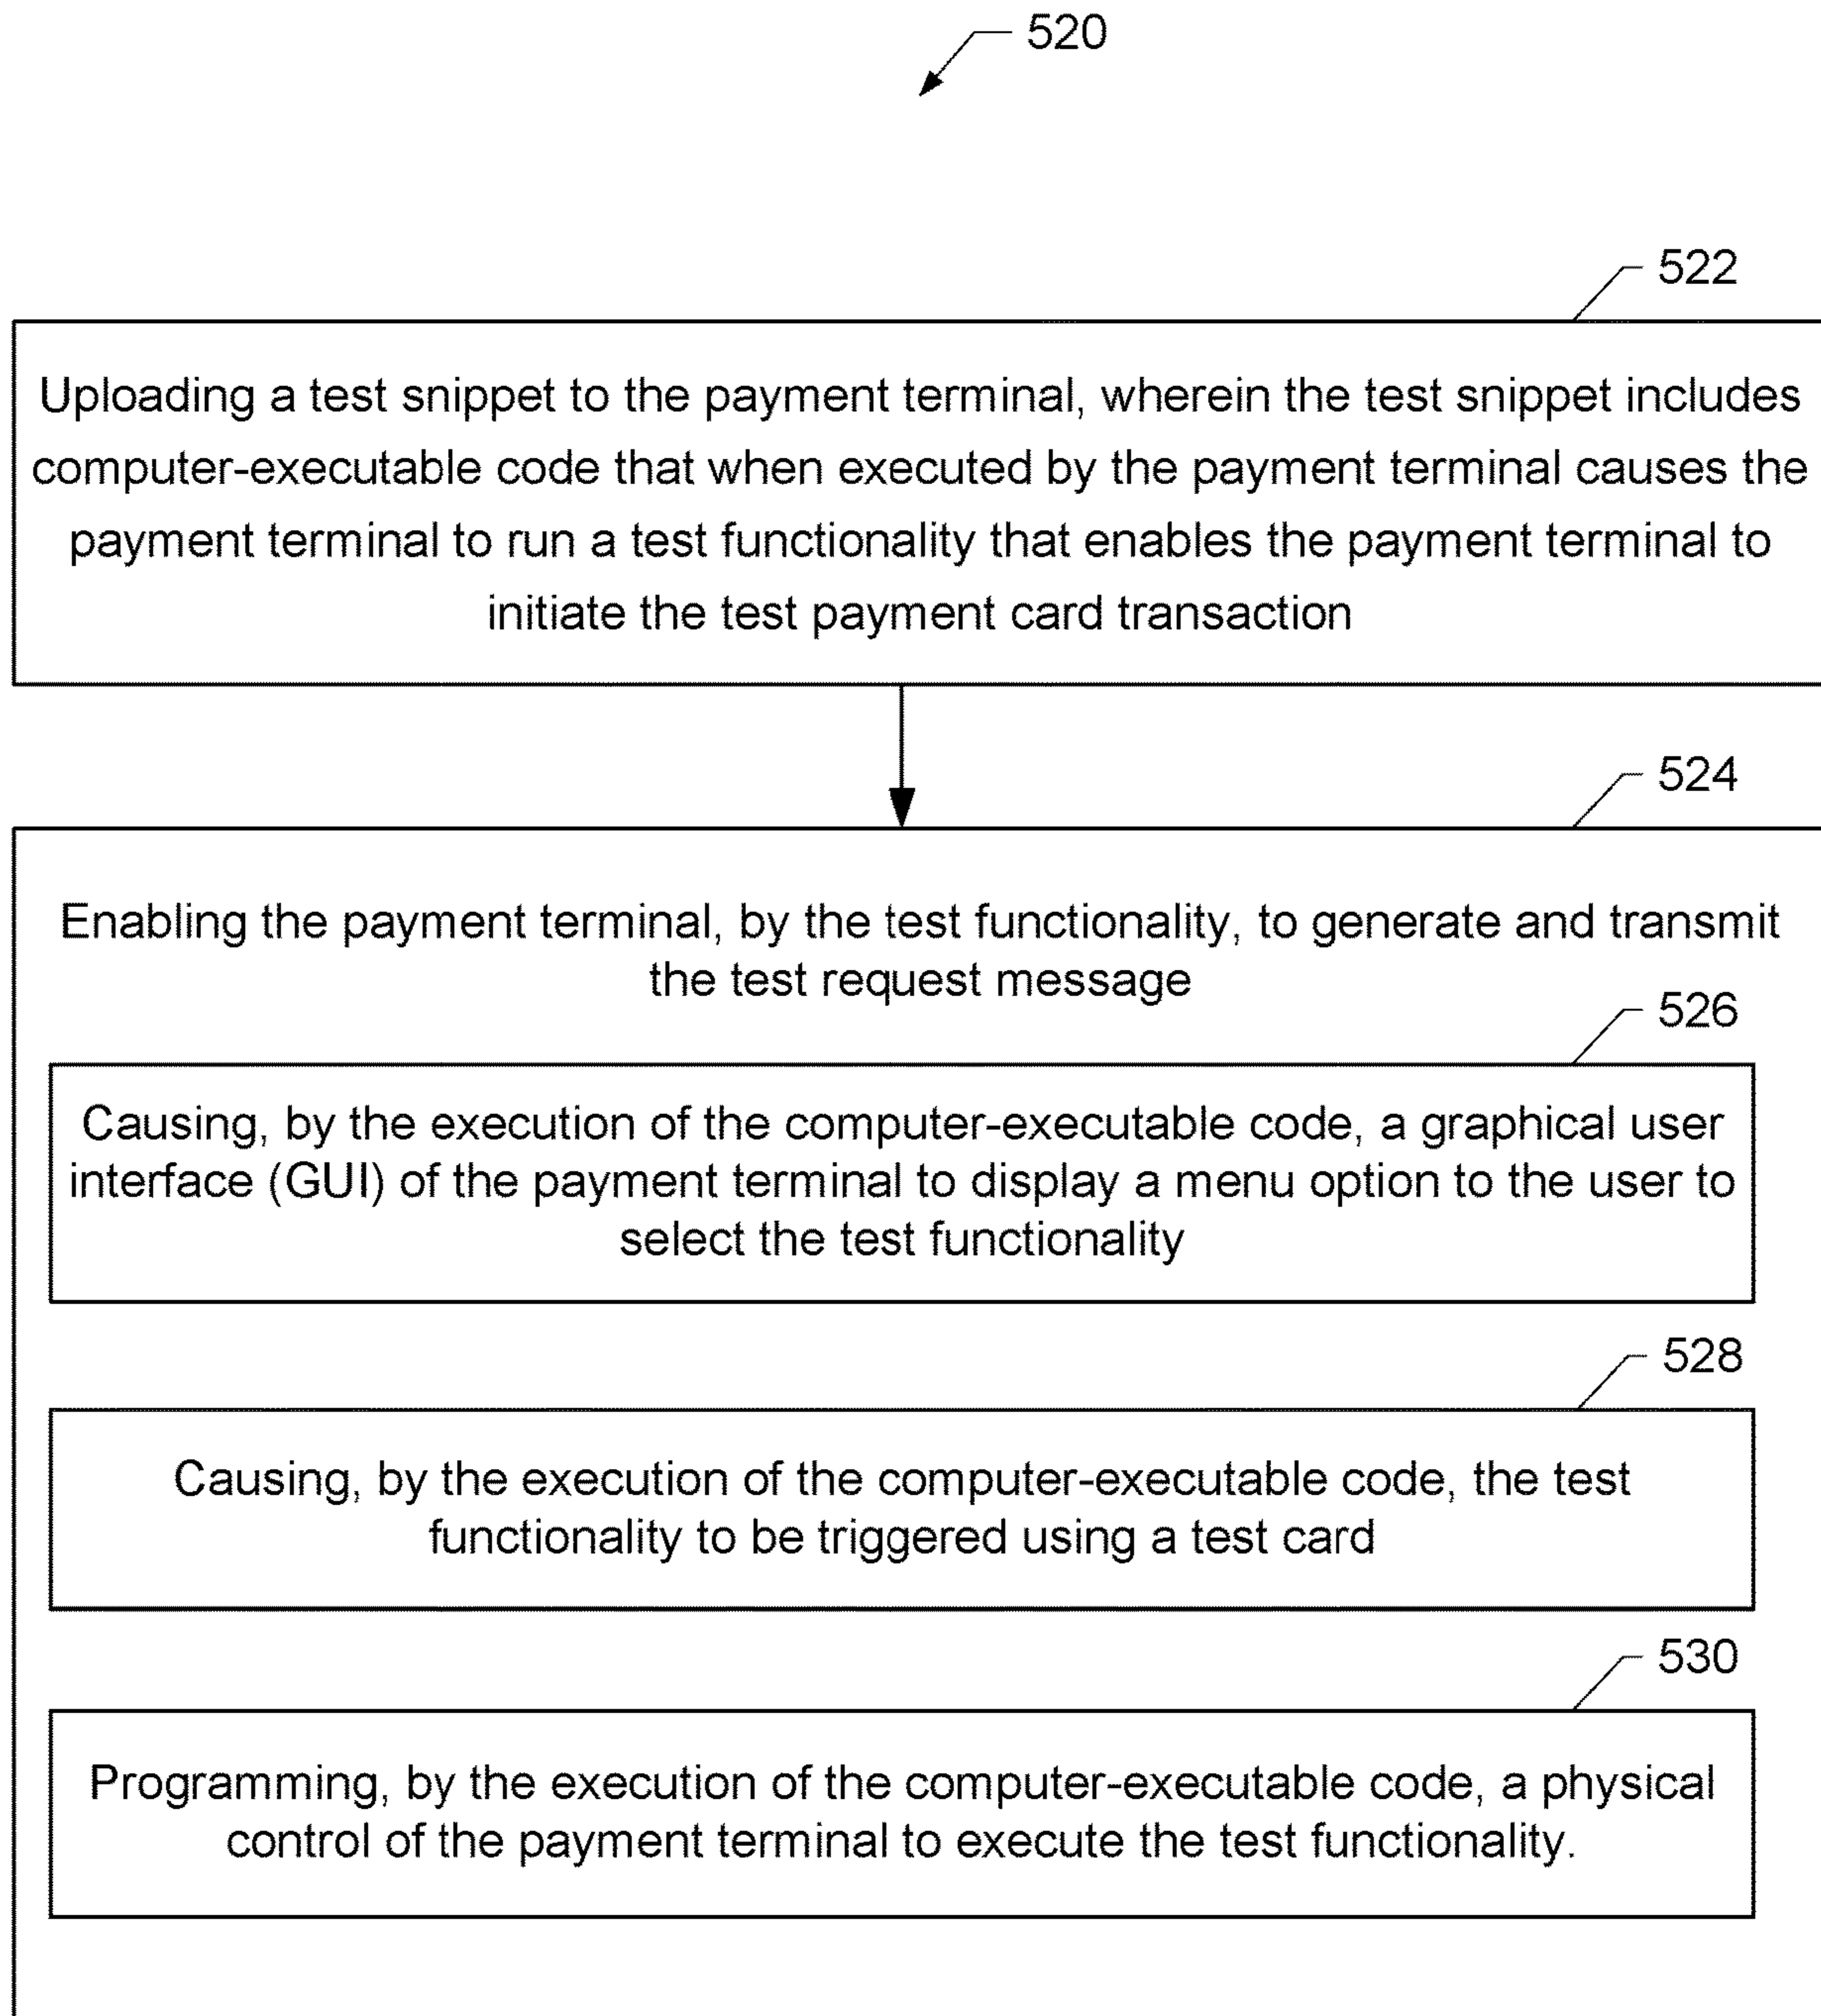 520
522
Uploading a test snippet to the payment terminal, wherein the test snippet includes
computer-executable code that when executed by the payment terminal causes the
payment terminal to run a test functionality that enables the payment terminal to
initiate the test payment card transaction
524
Enabling the payment terminal, by the test functionality, to generate and transmit
the test request message
526
Causing, by the execution of the computer-executable code, a graphical user
interface (GUI) of the payment terminal to display a menu option to the user to
select the test functionality
528
Causing, by the execution of the computer-executable code, the test
functionality to be triggered using a test card
530
Programming, by the execution of the computer-executable code, a physical
control of the payment terminal to execute the test functionality.